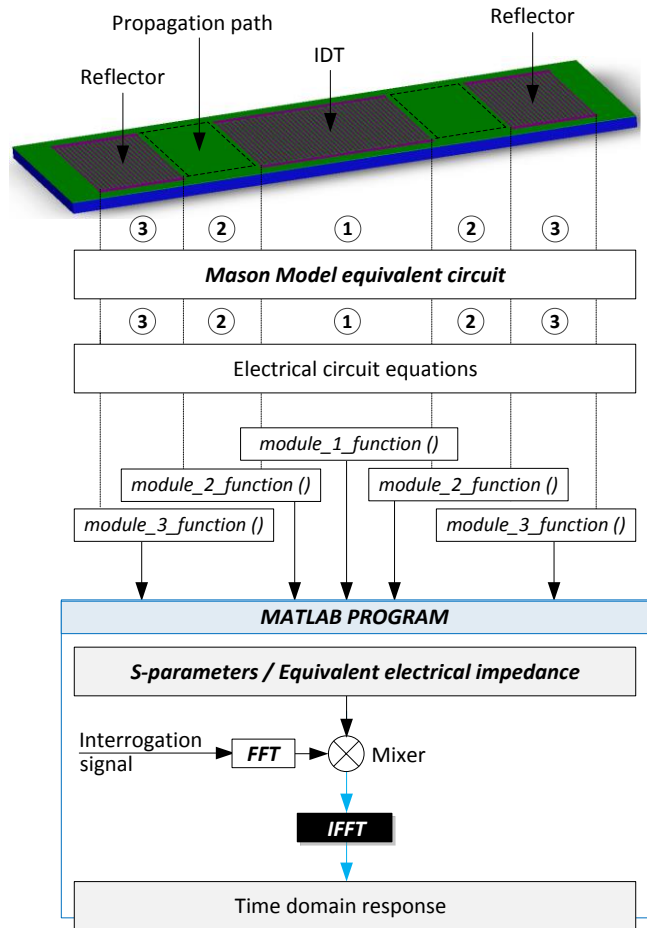 Propagation path
Reflector
IDT
Reflector
3 2 1 2 3
Mason Model equivalent circuit
3 2 1 2 3
Electrical circuit equations
module_1_function ()
module_2_function () module_2_function ()
module_3_function () module_3_function ()
MATLAB PROGRAM
S-parameters / Equivalent electrical impedance
Interrogation
signal
FFT
Mixer
IFFT
Time domain response